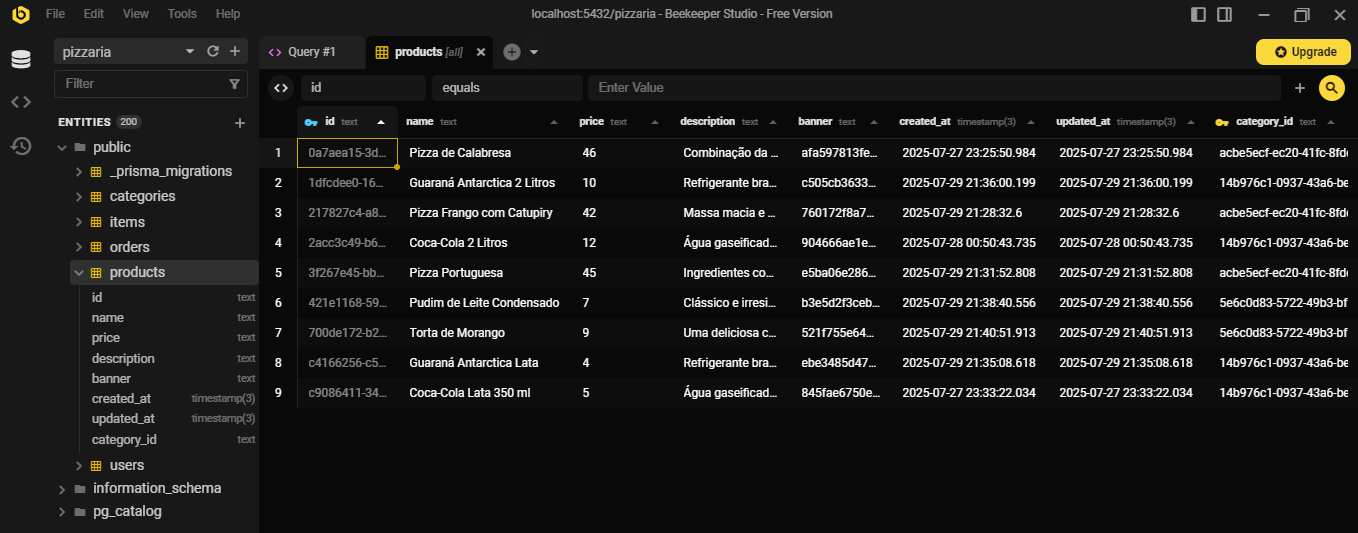 File Edit View Tools Help localhost:5432/pizzaria - Beekeeper Studio - Free Version
pizzaria
Filter
ENTITIES 200
public
_prisma_migrations
categories
items
orders
products
id text
name text
price text
description text
banner text
created_at timestamp(3)
updated_at timestamp(3)
category_id text
users
information_schema
pg_catalog
Query #1 products [all] Upgrade
id equals Enter Value
id text name text price text description text banner text created_at timestamp(3) updated_at timestamp(3) category_id text
1 0a7aea15-3d... Pizza de Calabresa 46 Combinação da ... afa597813fe... 2025-07-27 23:25:50.984 2025-07-27 23:25:50.984 acbe5ecf-ec20-41fc-8fd
2 1dfcdee0-16... Guaraná Antarctica 2 Litros 10 Refrigerante bra... c505cb3633... 2025-07-29 21:36:00.199 2025-07-29 21:36:00.199 14b976c1-0937-43a6-be
3 217827c4-a8... Pizza Frango com Catupiry 42 Massa macia e ... 760172f8a7... 2025-07-29 21:28:32.6 2025-07-29 21:28:32.6 acbe5ecf-ec20-41fc-8fd
4 2acc3c49-b6... Coca-Cola 2 Litros 12 Água gaseificad... 904666ae1e... 2025-07-28 00:50:43.735 2025-07-28 00:50:43.735 14b976c1-0937-43a6-be
5 3f267e45-bb... Pizza Portuguesa 45 Ingredientes co... e5ba06e286... 2025-07-29 21:31:52.808 2025-07-29 21:31:52.808 acbe5ecf-ec20-41fc-8fd
6 421e1168-59... Pudim de Leite Condensado 7 Clássico e irresi... b3e5d2f3ceb... 2025-07-29 21:38:40.556 2025-07-29 21:38:40.556 5e6c0d83-5722-49b3-bf
7 700de172-b2... Torta de Morango 9 Uma deliciosa c... 521f755e64... 2025-07-29 21:40:51.913 2025-07-29 21:40:51.913 5e6c0d83-5722-49b3-bf
8 c4166256-c5... Guaraná Antarctica Lata 4 Refrigerante bra... ebe3485d47... 2025-07-29 21:35:08.618 2025-07-29 21:35:08.618 14b976c1-0937-43a6-be
9 c9086411-34... Coca-Cola Lata 350 ml 5 Água gaseificad... 845fae6750e... 2025-07-27 23:33:22.034 2025-07-27 23:33:22.034 14b976c1-0937-43a6-be